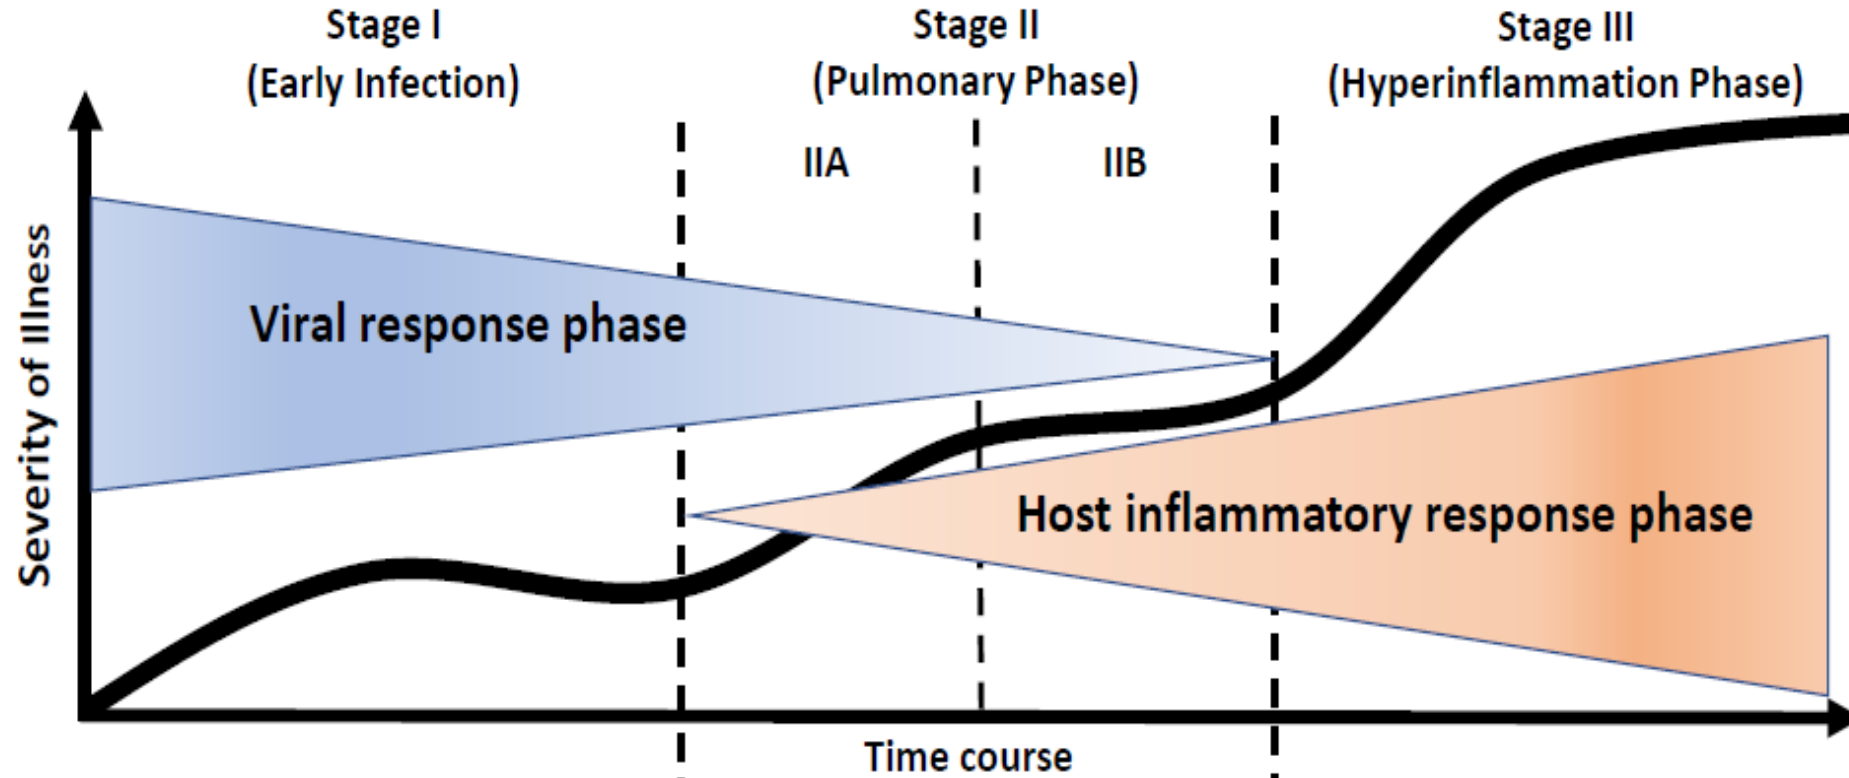 Stage I
(Early Infection)
Stage II
(Pulmonary Phase)
Stage III
(Hyperinflammation Phase)
IIA
IIB
Severity of Illness
Viral response phase
Host inflammatory response phase
Time course